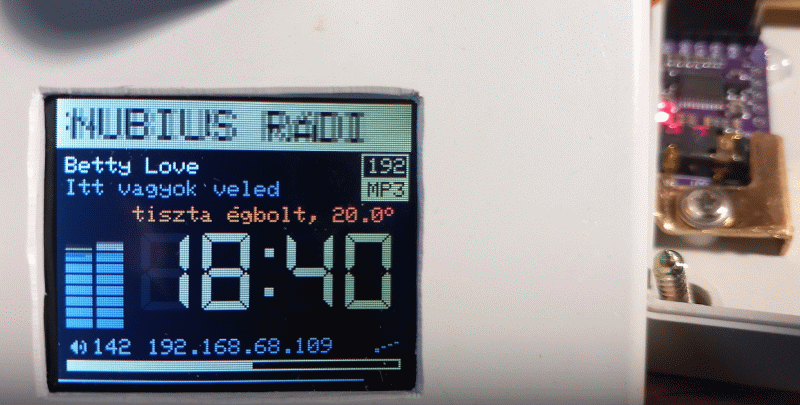 :NUBIUS RADI
Betty Love
192
Itt vagyok veled
MP3
tiszta égbolt, 20.0°
18:40
142 192.168.68.109